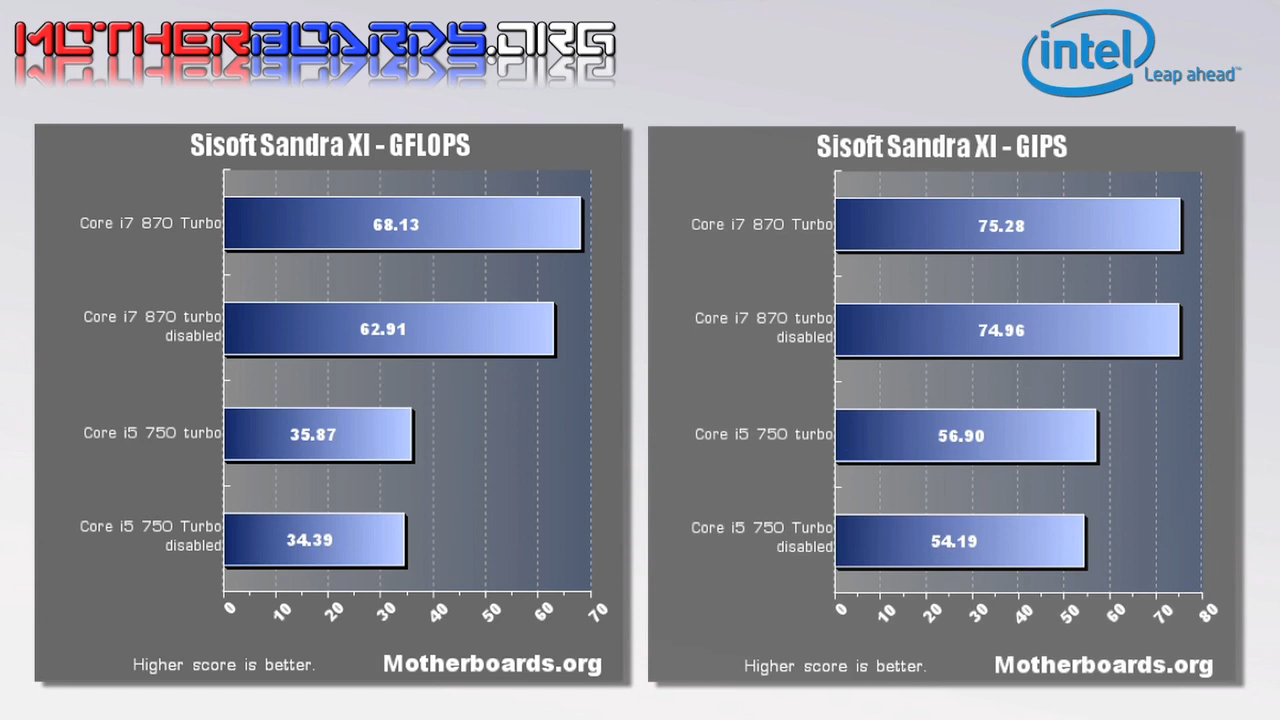 MOTHERBOARDS.ORG
intel
Leap ahead™
Sisoft Sandra XI - GFLOPS
Core i7 870 Turbo
68.13
Core i7 870 turbo
disabled
62.91
Core i5 750 turbo
35.87
Core i5 750 Turbo
disabled
34.39
0 10 20 30 40 50 60 70
Higher score is better.
Motherboards.org
Sisoft Sandra XI - GIPS
Core i7 870 Turbo
75.28
Core i7 870 turbo
disabled
74.96
Core i5 750 turbo
56.90
Core i5 750 Turbo
disabled
54.19
0 10 20 30 40 50 60 70 80
Higher score is better.
Motherboards.org